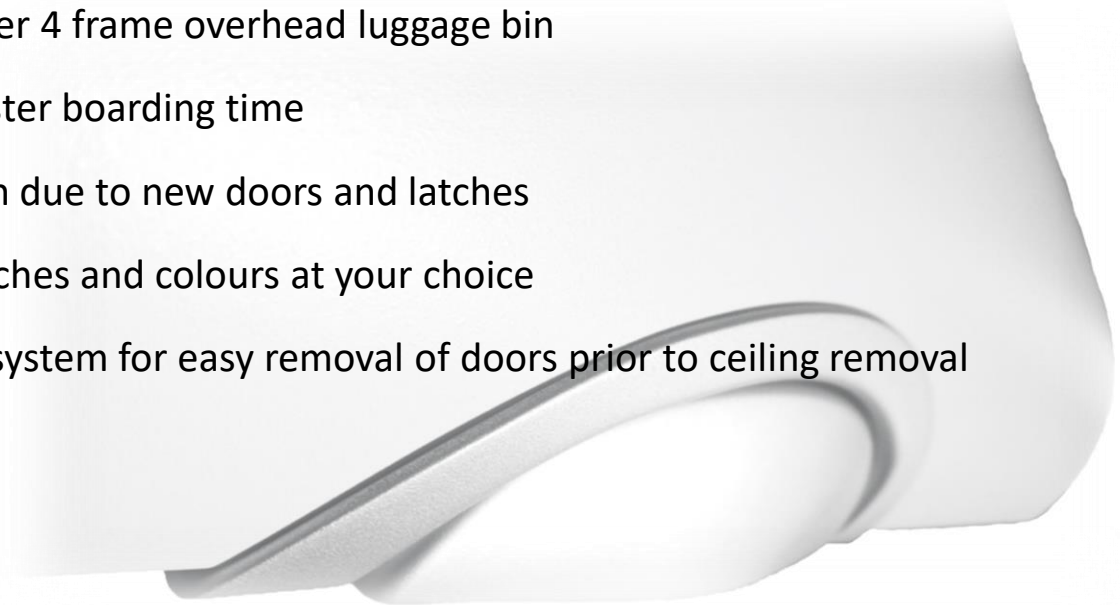 er 4 frame overhead luggage bin
ster boarding time
n due to new doors and latches
ches and colours at your choice
system for easy removal of doors prior to ceiling removal